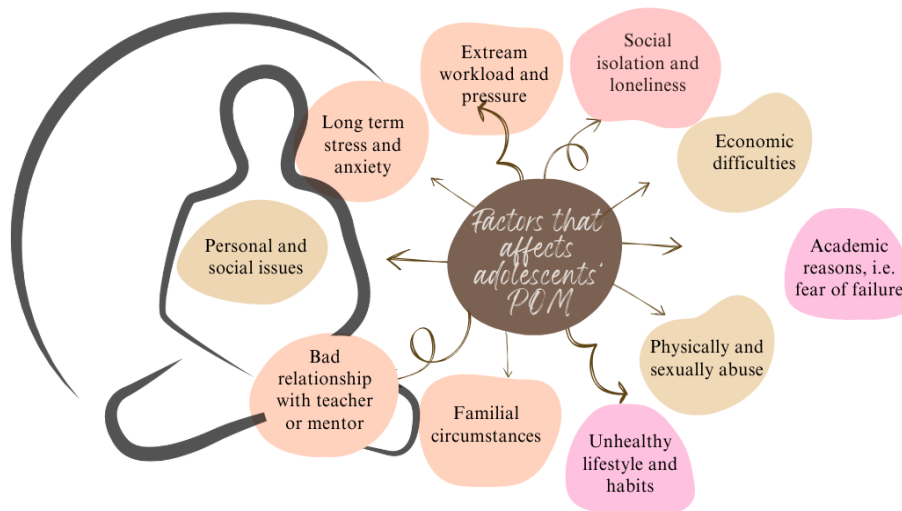 Extream
workload and
pressure
Social
isolation and
loneliness
Long term
stress and
anxiety
Economic
difficulties
Factors that
affects
adolescents'
POM
Personal and
social issues
Academic
reasons, i.e.
fear of failure
Physically and
sexually abuse
Bad
relationship
with teacher
or mentor
Familial
circumstances
Unhealthy
lifestyle and
habits